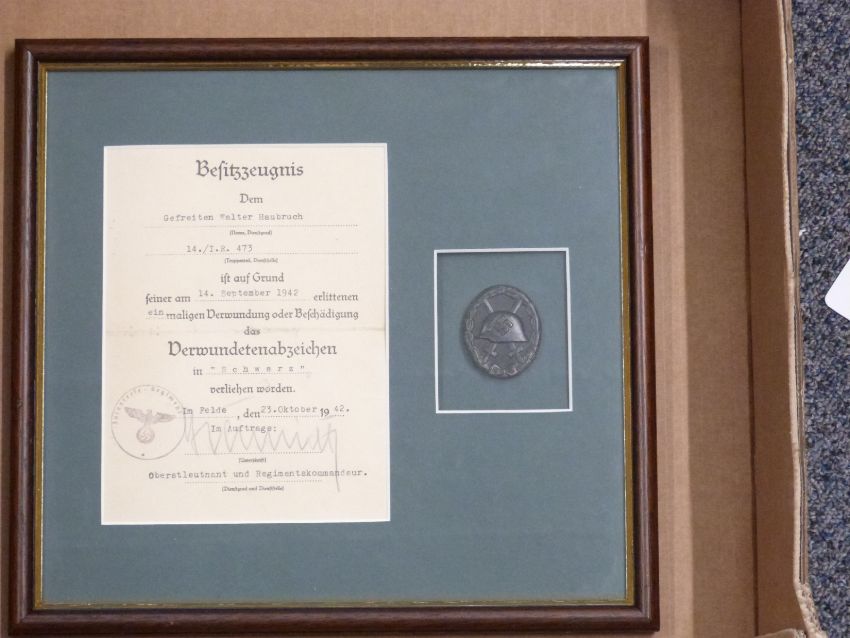 Besitzzeugnis
Dem
Gefreiten Walter Haubruch
(Name, Dienstgrad)
14./I.R. 473
(Truppenteil, Dienststelle)
ist auf Grund
seiner am 14. September 1942 erlittenen
ein maligen Verwundung oder Beschädigung
das
Verwundetenabzeichen
in "Schwarz"
verliehen worden.
Im Felde, den 23.Oktober 1942.
Im Auftrage:
(Unterschrift)
Oberstleutnant und Regimentskommandeur.
(Dienstgrad und Dienststelle)